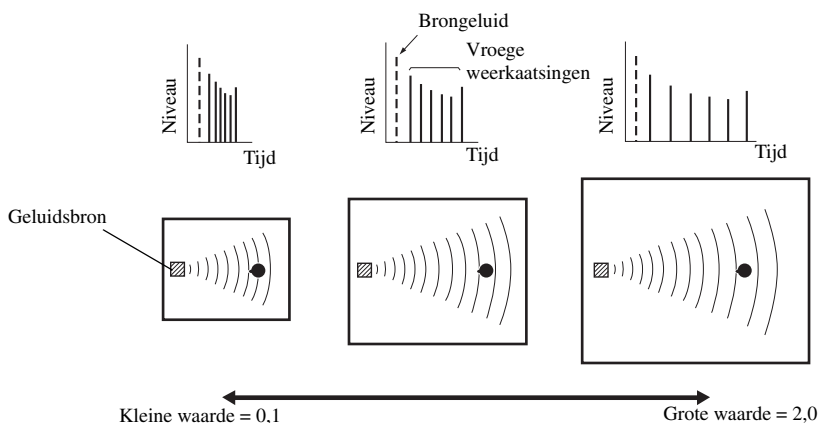 Brongeluid
Vroege
weerkaatsingen
Niveau
Tijd
Niveau
Tijd
Niveau
Tijd
Geluidsbron
Kleine waarde = 0,1
Grote waarde = 2,0